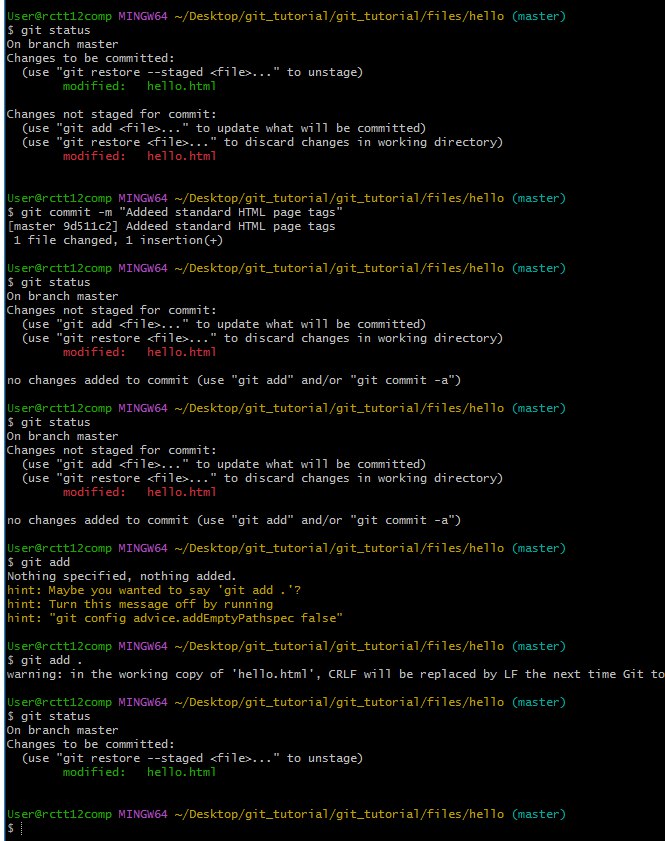 User@rctt12comp MINGW64 ~/Desktop/git_tutorial/git_tutorial/files/hello (master)
$ git status
On branch master
Changes to be committed:
  (use "git restore --staged <file>..." to unstage)
        modified:   hello.html

Changes not staged for commit:
  (use "git add <file>..." to update what will be committed)
  (use "git restore <file>..." to discard changes in working directory)
        modified:   hello.html


User@rctt12comp MINGW64 ~/Desktop/git_tutorial/git_tutorial/files/hello (master)
$ git commit -m "Addeed standard HTML page tags"
[master 9d511c2] Addeed standard HTML page tags
 1 file changed, 1 insertion(+)

User@rctt12comp MINGW64 ~/Desktop/git_tutorial/git_tutorial/files/hello (master)
$ git status
On branch master
Changes not staged for commit:
  (use "git add <file>..." to update what will be committed)
  (use "git restore <file>..." to discard changes in working directory)
        modified:   hello.html

no changes added to commit (use "git add" and/or "git commit -a")

User@rctt12comp MINGW64 ~/Desktop/git_tutorial/git_tutorial/files/hello (master)
$ git status
On branch master
Changes not staged for commit:
  (use "git add <file>..." to update what will be committed)
  (use "git restore <file>..." to discard changes in working directory)
        modified:   hello.html

no changes added to commit (use "git add" and/or "git commit -a")

User@rctt12comp MINGW64 ~/Desktop/git_tutorial/git_tutorial/files/hello (master)
$ git add
Nothing specified, nothing added.
hint: Maybe you wanted to say 'git add .'?
hint: Turn this message off by running
hint: "git config advice.addEmptyPathspec false"

User@rctt12comp MINGW64 ~/Desktop/git_tutorial/git_tutorial/files/hello (master)
$ git add .
warning: in the working copy of 'hello.html', CRLF will be replaced by LF the next time Git to

User@rctt12comp MINGW64 ~/Desktop/git_tutorial/git_tutorial/files/hello (master)
$ git status
On branch master
Changes to be committed:
  (use "git restore --staged <file>..." to unstage)
        modified:   hello.html


User@rctt12comp MINGW64 ~/Desktop/git_tutorial/git_tutorial/files/hello (master)
$